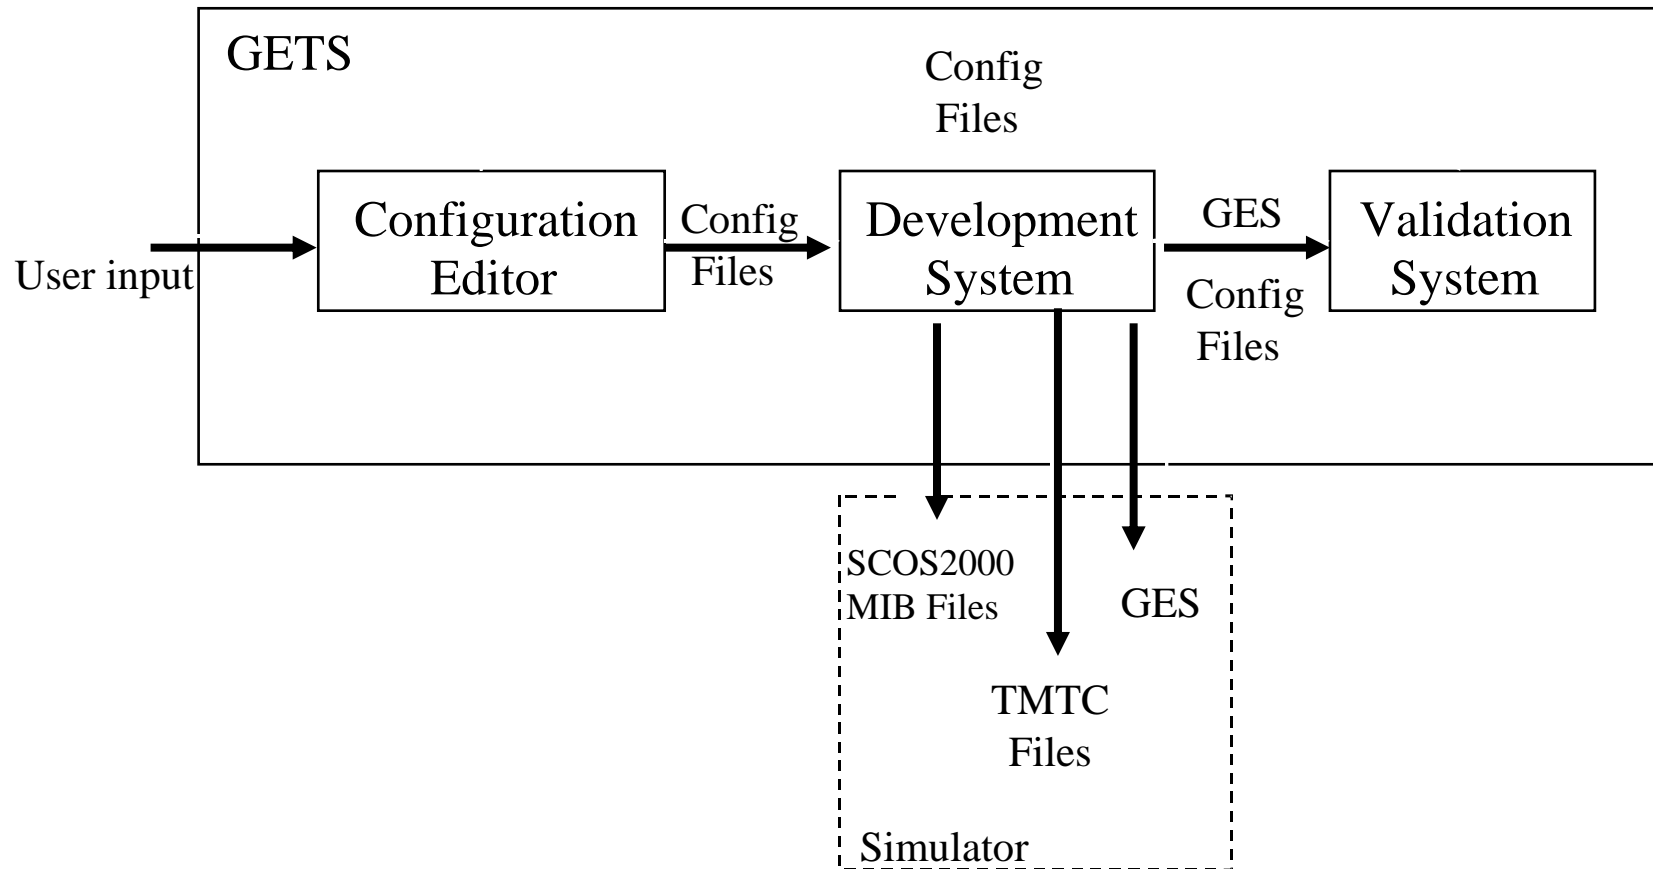 GETS
Config
Files
User input
Configuration
Editor
Config
Files
Development
System
GES
Config
Files
Validation
System
SCOS2000
MIB Files
GES
TMTC
Files
Simulator